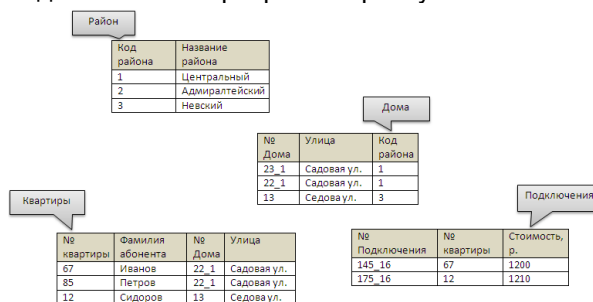 Район
Код района Название района
1 Центральный
2 Адмиралтейский
3 Невский
Дома
№ Дома Улица Код района
23_1 Садовая ул. 1
22_1 Садовая ул. 1
13 Седова ул. 3
Квартиры
№ квартиры Фамилия абонента № Дома Улица
67 Иванов 22_1 Садовая ул.
85 Петров 22_1 Садовая ул.
12 Сидоров 13 Седова ул.
Подключения
№ Подключения № квартиры Стоимость, р.
145_16 67 1200
175_16 12 1210